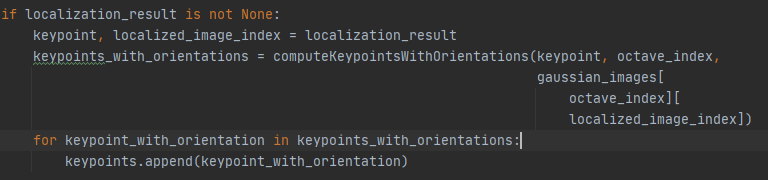 if localization_result is not None:
    keypoint, localized_image_index = localization_result
    keypoints_with_orientations = computeKeypointsWithOrientations(keypoint, octave_index,
                                                                   gaussian_images[
                                                                       octave_index][
                                                                       localized_image_index])
    for keypoint_with_orientation in keypoints_with_orientations:
        keypoints.append(keypoint_with_orientation)